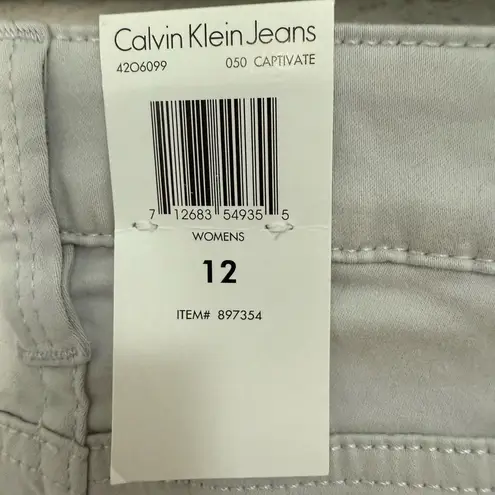 Calvin Klein Jeans
42O6099 050 CAPTIVATE
7 12683 54935 5
WOMENS
12
ITEM# 897354